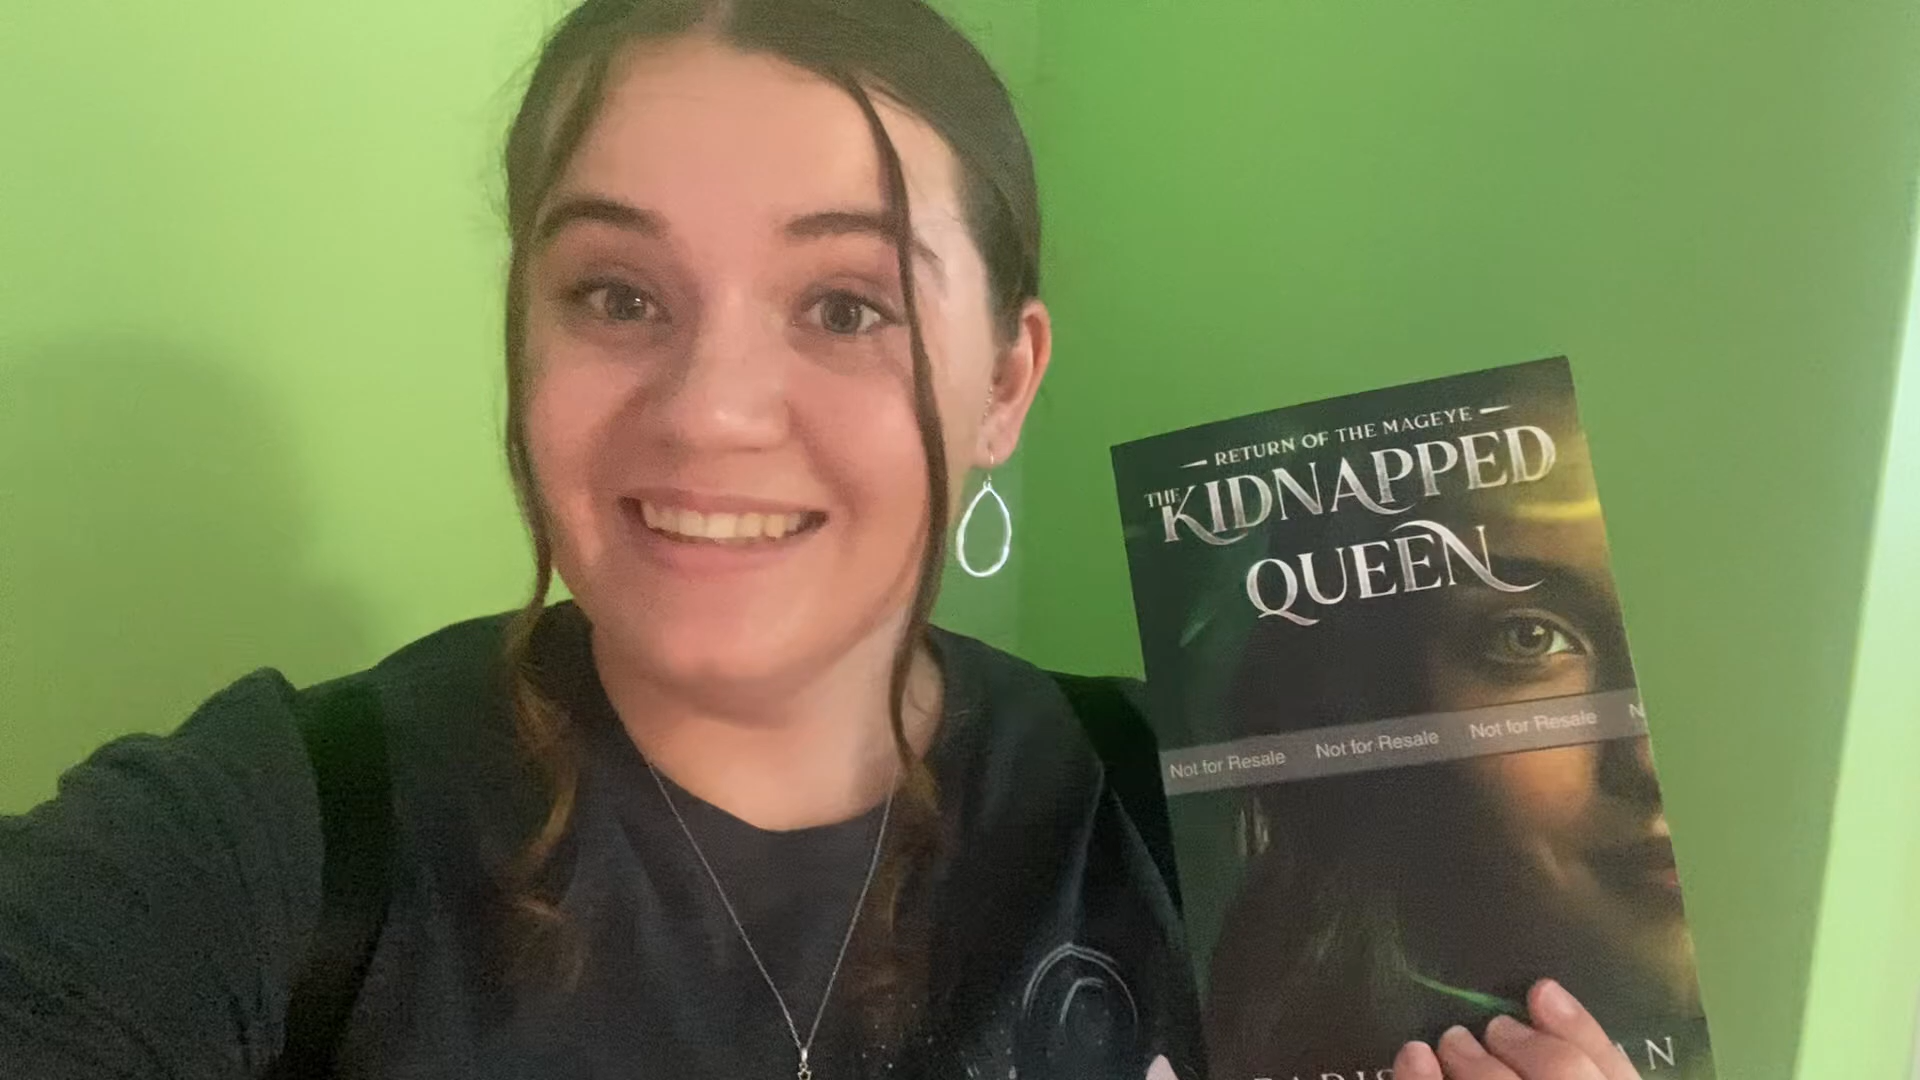 RETURN OF THE MAGEYE
THE KIDNAPPED
QUEEN
Not for Resale Not for Resale Not for Resale